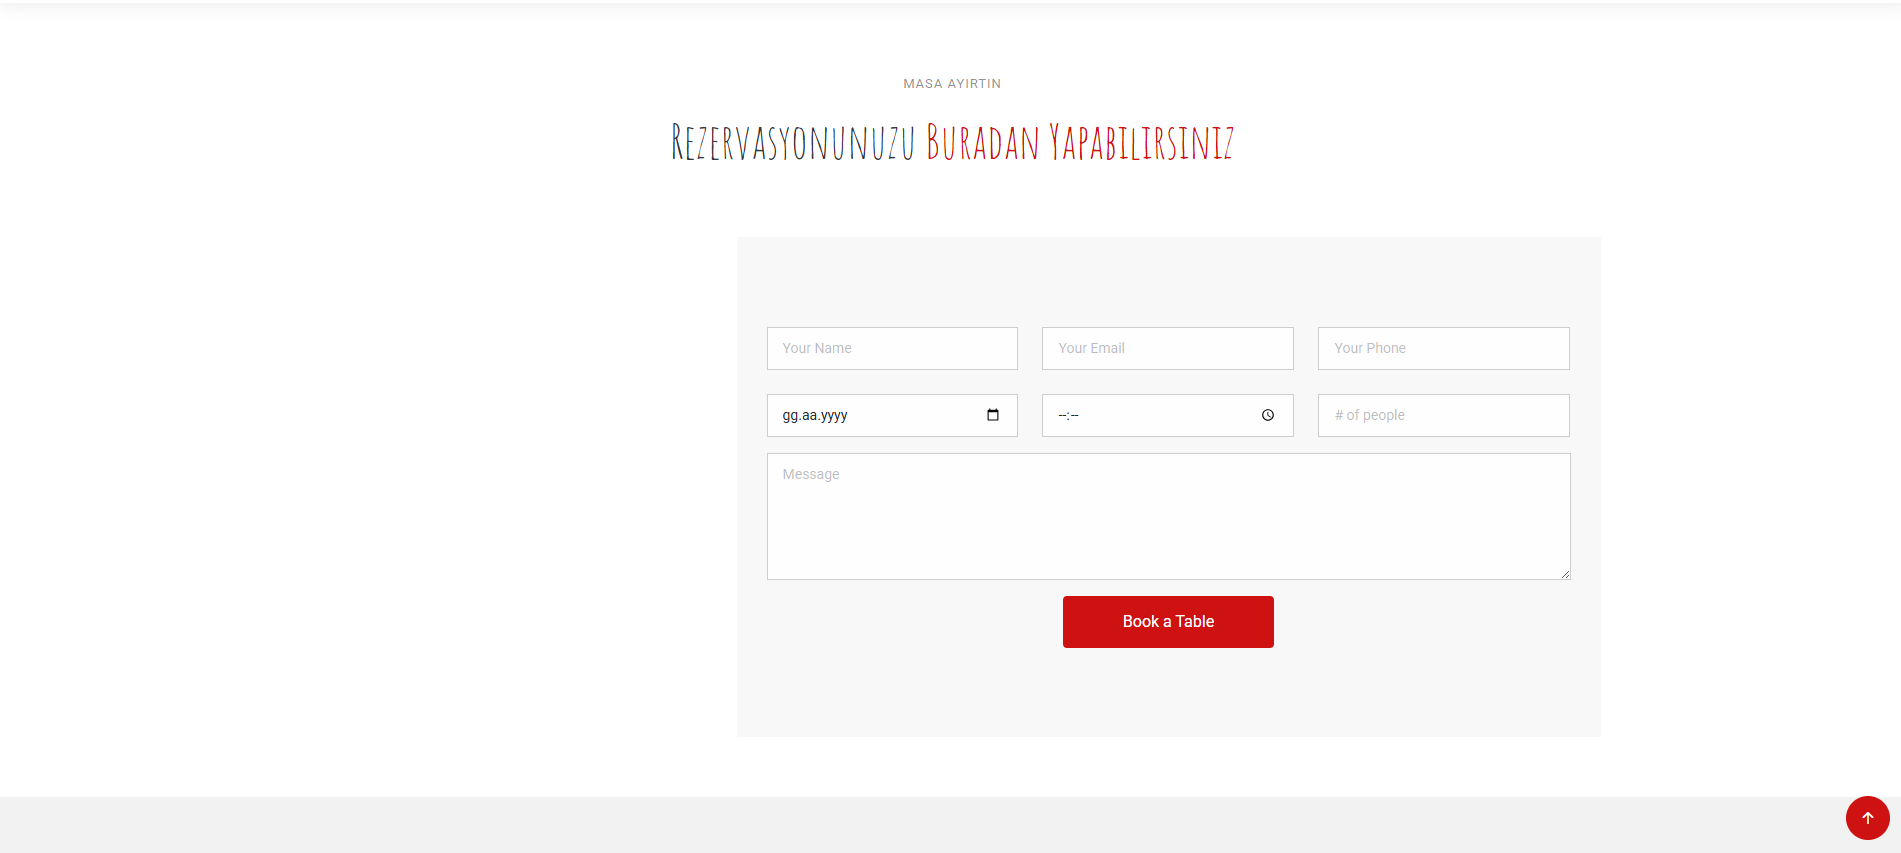 MASA AYIRTIN
Rezervasyonunuzu Buradan Yapabilirsiniz
Your Name Your Email Your Phone
gg.aa.yyyy --:-- # of people
Message
Book a Table